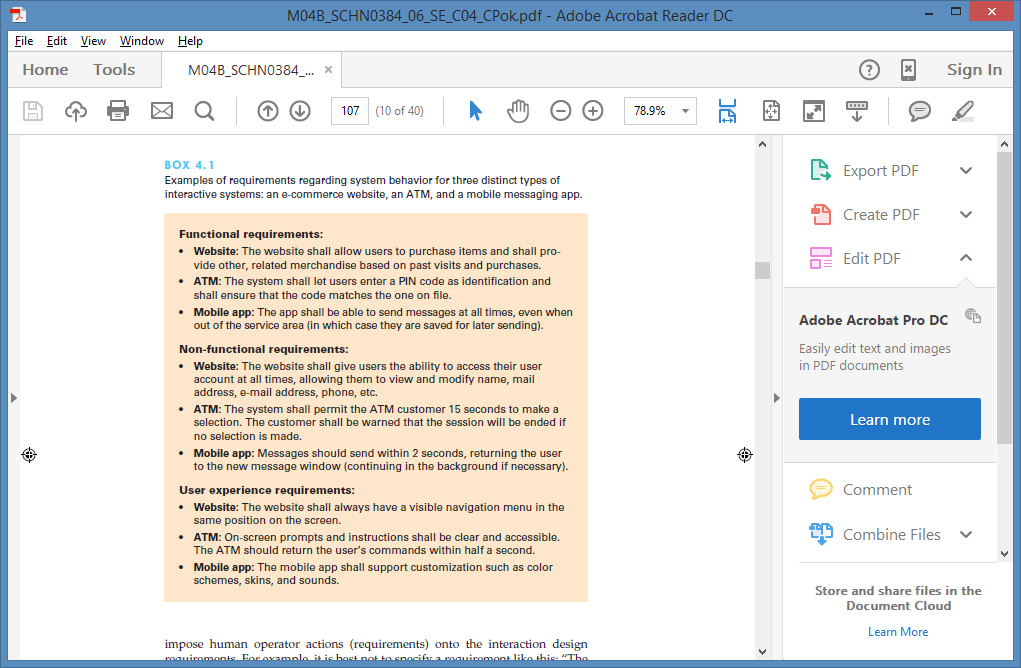 M04B_SCHN0384_06_SE_C04_CPok.pdf - Adobe Acrobat Reader DC
File Edit View Window Help
Home Tools M04B_SCHN0384_... × Sign In
107 (10 of 40) 78.9%
BOX 4.1
Examples of requirements regarding system behavior for three distinct types of
interactive systems: an e-commerce website, an ATM, and a mobile messaging app.
Functional requirements:
• Website: The website shall allow users to purchase items and shall pro-
vide other, related merchandise based on past visits and purchases.
• ATM: The system shall let users enter a PIN code as identification and
shall ensure that the code matches the one on file.
• Mobile app: The app shall be able to send messages at all times, even when
out of the service area (in which case they are saved for later sending).
Non-functional requirements:
• Website: The website shall give users the ability to access their user
account at all times, allowing them to view and modify name, mail
address, e-mail address, phone, etc.
• ATM: The system shall permit the ATM customer 15 seconds to make a
selection. The customer shall be warned that the session will be ended if
no selection is made.
• Mobile app: Messages should send within 2 seconds, returning the user
to the new message window (continuing in the background if necessary).
User experience requirements:
• Website: The website shall always have a visible navigation menu in the
same position on the screen.
• ATM: On-screen prompts and instructions shall be clear and accessible.
The ATM should return the user's commands within half a second.
• Mobile app: The mobile app shall support customization such as color
schemes, skins, and sounds.
impose human operator actions (requirements) onto the interaction design
requirements. For example, it is best not to specify a requirement like this: "The
Export PDF
Create PDF
Edit PDF
Adobe Acrobat Pro DC
Easily edit text and images
in PDF documents
Learn more
Comment
Combine Files
Store and share files in the
Document Cloud
Learn More